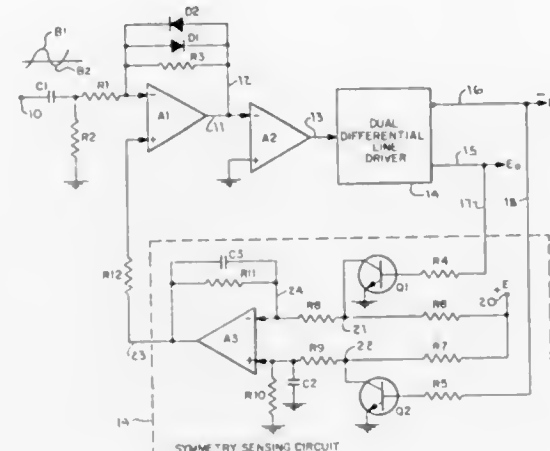 B1
B2
D2
D1
R3
12
C1
R1
10
R2
A1
11
A2
13
DUAL
DIFFERENTIAL
LINE
DRIVER
14
16
15
E₀
17
18
R12
C3
R11
24
R8
21
Q1
R4
+E
20
R6
A3
R9
22
R7
R10
C2
Q2
R5
23
SYMMETRY SENSING CIRCUIT